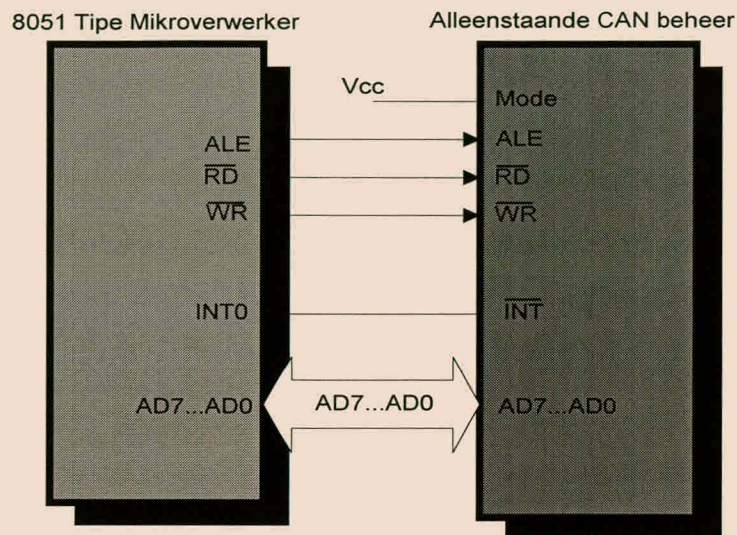 8051 Tipe Mikroverwerker
Alleenstaande CAN beheer
Vcc
Mode
ALE
ALE
RD
RD
WR
WR
INT0
INT
AD7...AD0
AD7...AD0
AD7...AD0